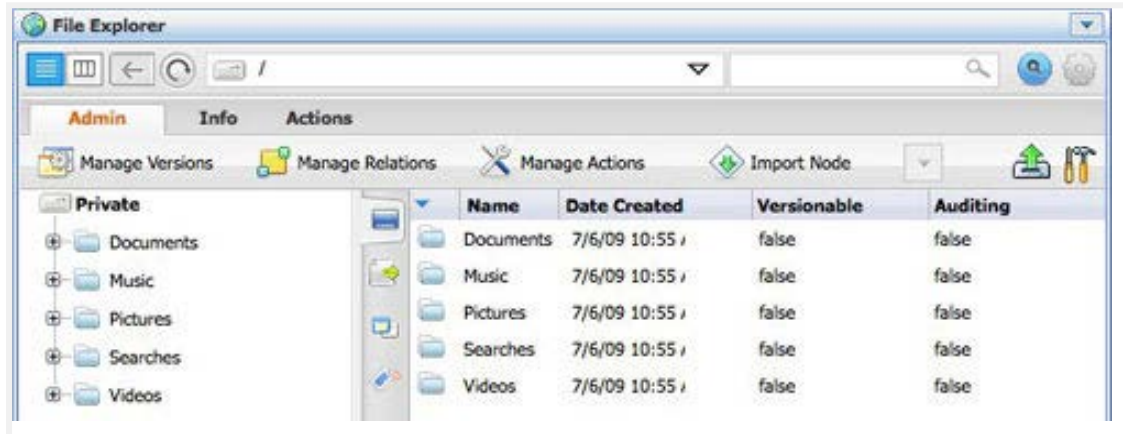 File Explorer
/
Admin Info Actions
Manage Versions Manage Relations Manage Actions Import Node
Private
Documents
Music
Pictures
Searches
Videos
Name Date Created Versionable Auditing
Documents 7/6/09 10:55 false false
Music 7/6/09 10:55 false false
Pictures 7/6/09 10:55 false false
Searches 7/6/09 10:55 false false
Videos 7/6/09 10:55 false false